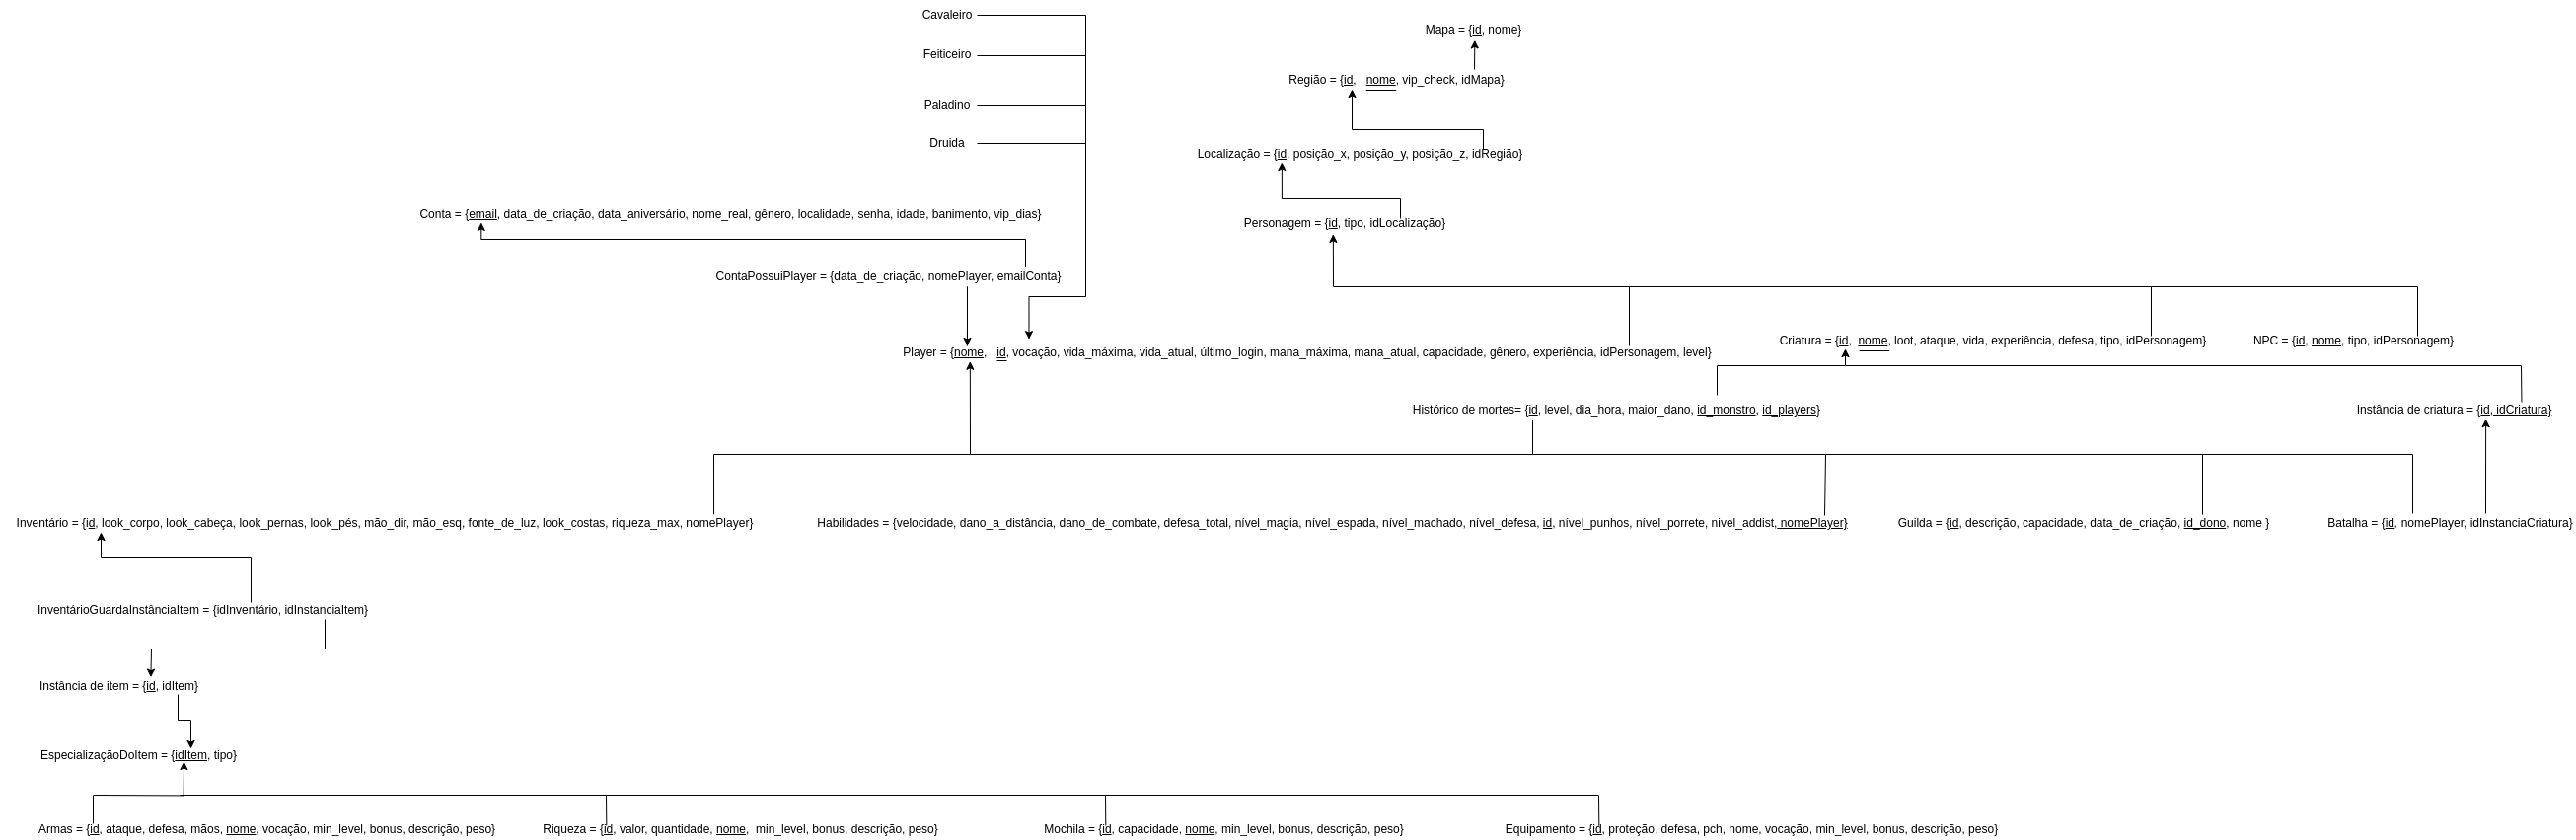 Cavaleiro
Mapa = {id, nome}
Feiticeiro
Região = {id, nome, vip_check, idMapa}
Paladino
Druida
Localização = {id, posição_x, posição_y, posição_z, idRegião}
Conta = {email, data_de_criação, data_aniversário, nome_real, gênero, localidade, senha, idade, banimento, vip_dias}
Personagem = {id, tipo, idLocalização}
ContaPossuiPlayer = {data_de_criação, nomePlayer, emailConta}
Player = {nome, id, vocação, vida_máxima, vida_atual, último_login, mana_máxima, mana_atual, capacidade, gênero, experiência, idPersonagem, level}
Criatura = {id, nome, loot, ataque, vida, experiência, defesa, tipo, idPersonagem}
NPC = {id, nome, tipo, idPersonagem}
Histórico de mortes= {id, level, dia_hora, maior_dano, id_monstro, id_players}
Instância de criatura = {id, idCriatura}
Inventário = {id, look_corpo, look_cabeça, look_pernas, look_pés, mão_dir, mão_esq, fonte_de_luz, look_costas, riqueza_max, nomePlayer}
Habilidades = {velocidade, dano_a_distância, dano_de_combate, defesa_total, nível_magia, nível_espada, nível_machado, nível_defesa, id, nível_punhos, nível_porrete, nivel_addist, nomePlayer}
Guilda = {id, descrição, capacidade, data_de_criação, id_dono, nome }
Batalha = {id, nomePlayer, idInstanciaCriatura}
InventárioGuardaInstânciaItem = {idInventário, idInstanciaItem}
Instância de item = {id, idItem}
EspecializaçãoDoItem = {idItem, tipo}
Armas = {id, ataque, defesa, mãos, nome, vocação, min_level, bonus, descrição, peso}
Riqueza = {id, valor, quantidade, nome, min_level, bonus, descrição, peso}
Mochila = {id, capacidade, nome, min_level, bonus, descrição, peso}
Equipamento = {id, proteção, defesa, pch, nome, vocação, min_level, bonus, descrição, peso}